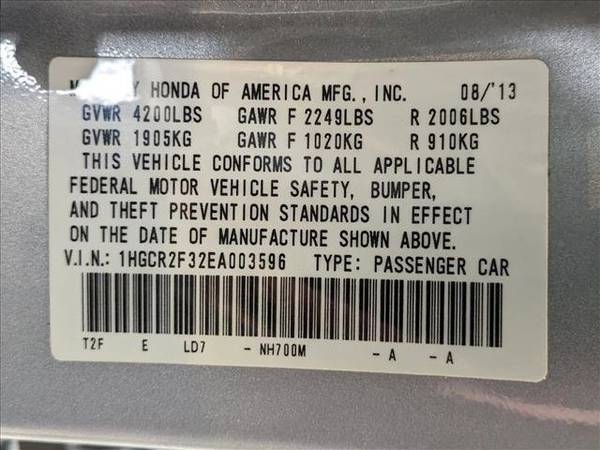 HONDA OF AMERICA MFG., INC. 08/'13
GVWR 4200LBS GAWR F 2249LBS R 2006LBS
GVWR 1905KG GAWR F 1020KG R 910KG
THIS VEHICLE CONFORMS TO ALL APPLICABLE
FEDERAL MOTOR VEHICLE SAFETY, BUMPER,
AND THEFT PREVENTION STANDARDS IN EFFECT
ON THE DATE OF MANUFACTURE SHOWN ABOVE.
V.I.N.: 1HGCR2F32EA003596 TYPE: PASSENGER CAR
T2F E LD7 - NH700M - A - A